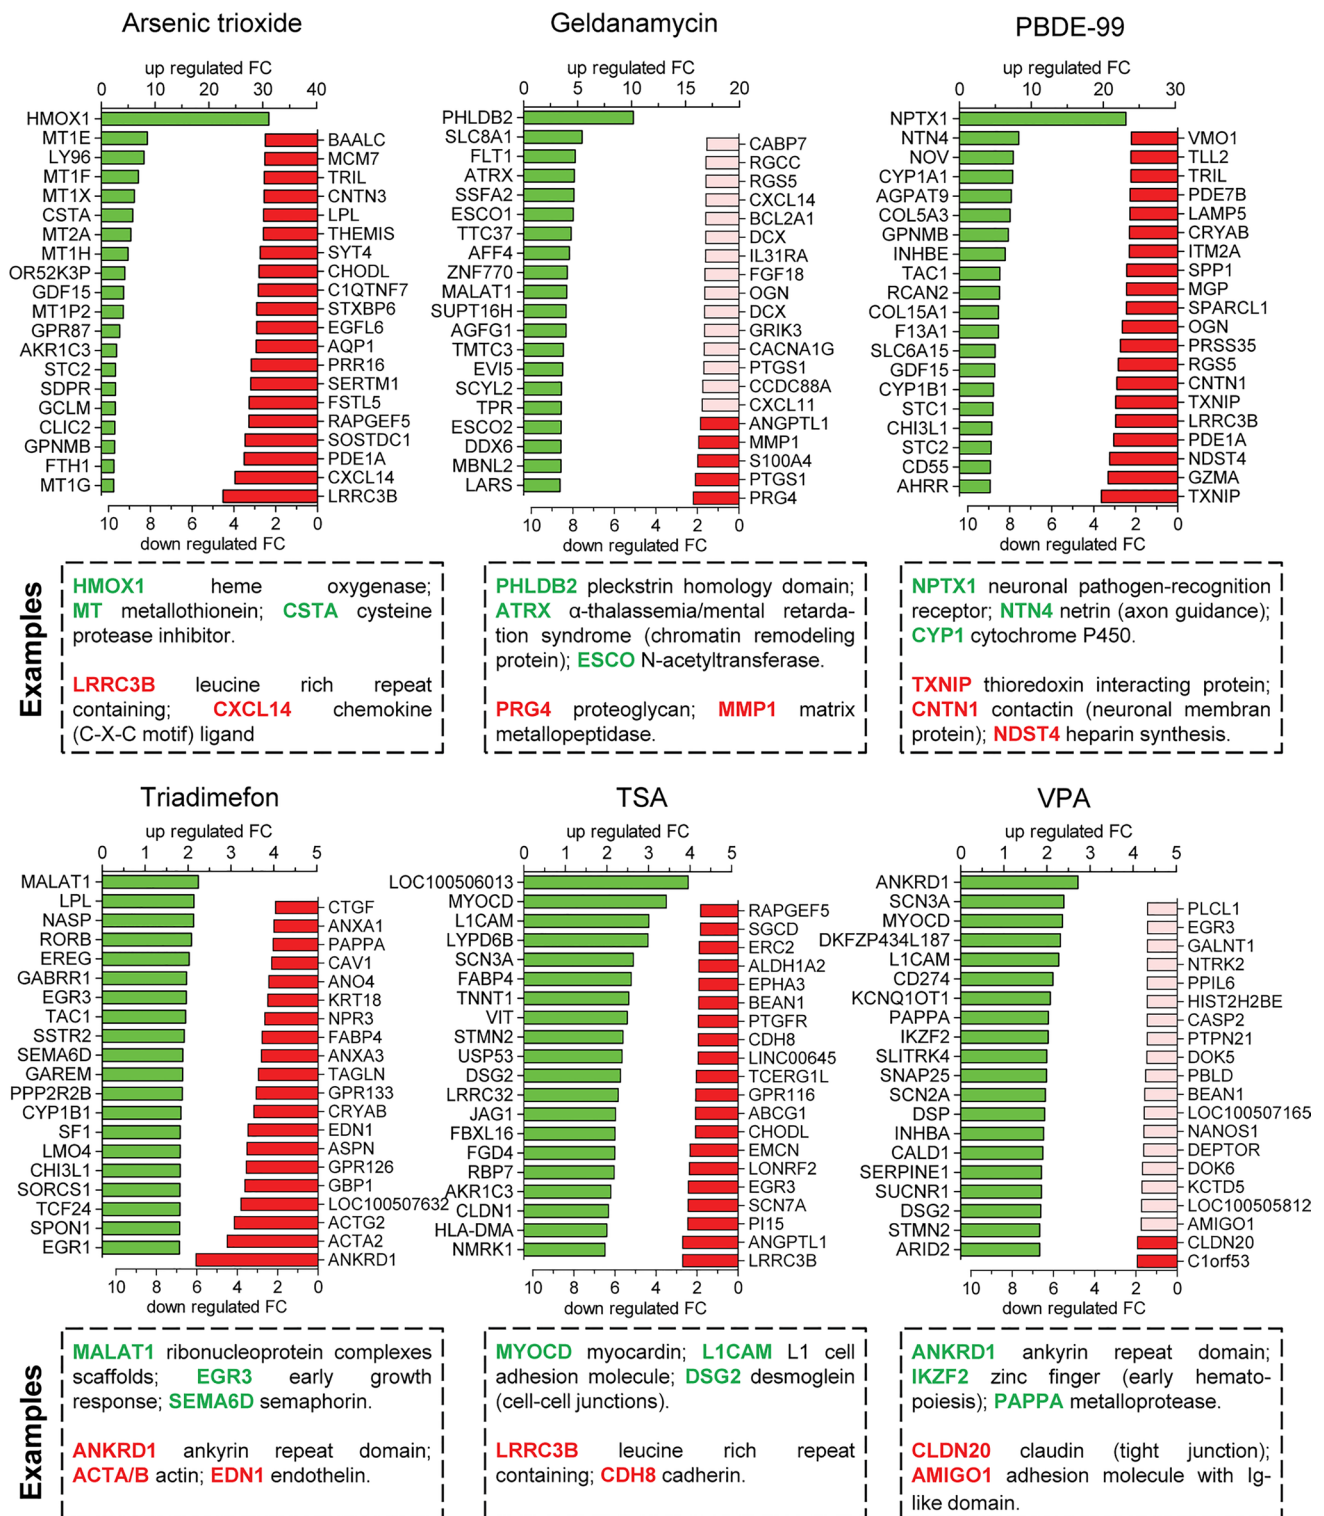 Arsenic trioxide
up regulated FC
0 10 20 30 40
HMOX1
MT1E
LY96
MT1F
MT1X
CSTA
MT2A
MT1H
OR52K3P
GDF15
MT1P2
GPR87
AKR1C3
STC2
SDPR
GCLM
CLIC2
GPNMB
FTH1
MT1G
BAALC
MCM7
TRIL
CNTN3
LPL
THEMIS
SYT4
CHODL
C1QTNF7
STXBP6
EGFL6
AQP1
PRR16
SERTM1
FSTL5
RAPGEF5
SOSTDC1
PDE1A
CXCL14
LRRC3B
10 8 6 4 2 0
down regulated FC
Geldanamycin
up regulated FC
0 5 10 15 20
PHLDB2
SLC8A1
FLT1
ATRX
SSFA2
ESCO1
TTC37
AFF4
ZNF770
MALAT1
SUPT16H
AGFG1
TMTC3
EVI5
SCYL2
TPR
ESCO2
DDX6
MBNL2
LARS
CABP7
RGCC
RGS5
CXCL14
BCL2A1
DCX
IL31RA
FGF18
OGN
DCX
GRIK3
CACNA1G
PTGS1
CCDC88A
CXCL11
ANGPTL1
MMP1
S100A4
PTGS1
PRG4
10 8 6 4 2 0
down regulated FC
PBDE-99
up regulated FC
0 10 20 30
NPTX1
NTN4
NOV
CYP1A1
AGPAT9
COL5A3
GPNMB
INHBE
TAC1
RCAN2
COL15A1
F13A1
SLC6A15
GDF15
CYP1B1
STC1
CHI3L1
STC2
CD55
AHRR
VMO1
TLL2
TRIL
PDE7B
LAMP5
CRYAB
ITM2A
SPP1
MGP
SPARCL1
OGN
PRSS35
RGS5
CNTN1
TXNIP
LRRC3B
PDE1A
NDST4
GZMA
TXNIP
10 8 6 4 2 0
down regulated FC
Examples
HMOX1 heme oxygenase;
MT metallothionein; CSTA cysteine
protease inhibitor.
LRRC3B leucine rich repeat
containing; CXCL14 chemokine
(C-X-C motif) ligand
PHLDB2 pleckstrin homology domain;
ATRX α-thalassemia/mental retarda-
tion syndrome (chromatin remodeling
protein); ESCO N-acetyltransferase.
PRG4 proteoglycan; MMP1 matrix
metallopeptidase.
NPTX1 neuronal pathogen-recognition
receptor; NTN4 netrin (axon guidance);
CYP1 cytochrome P450.
TXNIP thioredoxin interacting protein;
CNTN1 contactin (neuronal membran
protein); NDST4 heparin synthesis.
Triadimefon
up regulated FC
0 1 2 3 4 5
MALAT1
LPL
NASP
RORB
EREG
GABRR1
EGR3
TAC1
SSTR2
SEMA6D
GAREM
PPP2R2B
CYP1B1
SF1
LMO4
CHI3L1
SORCS1
TCF24
SPON1
EGR1
CTGF
ANXA1
PAPPA
CAV1
ANO4
KRT18
NPR3
FABP4
ANXA3
TAGLN
GPR133
CRYAB
EDN1
ASPN
GPR126
GBP1
LOC100507632
ACTG2
ACTA2
ANKRD1
10 8 6 4 2 0
down regulated FC
TSA
up regulated FC
0 1 2 3 4 5
LOC100506013
MYOCD
L1CAM
LYPD6B
SCN3A
FABP4
TNNT1
VIT
STMN2
USP53
DSG2
LRRC32
JAG1
FBXL16
FGD4
RBP7
AKR1C3
CLDN1
HLA-DMA
NMRK1
RAPGEF5
SGCD
ERC2
ALDH1A2
EPHA3
BEAN1
PTGFR
CDH8
LINC00645
TCERG1L
GPR116
ABCG1
CHODL
EMCN
LONRF2
EGR3
SCN7A
PI15
ANGPTL1
LRRC3B
10 8 6 4 2 0
down regulated FC
VPA
up regulated FC
0 1 2 3 4 5
ANKRD1
SCN3A
MYOCD
DKFZP434L187
L1CAM
CD274
KCNQ1OT1
PAPPA
IKZF2
SLITRK4
SNAP25
SCN2A
DSP
INHBA
CALD1
SERPINE1
SUCNR1
DSG2
STMN2
ARID2
PLCL1
EGR3
GALNT1
NTRK2
PPIL6
HIST2H2BE
CASP2
PTPN21
DOK5
PBLD
BEAN1
LOC100507165
NANOS1
DEPTOR
DOK6
KCTD5
LOC100505812
AMIGO1
CLDN20
C1orf53
10 8 6 4 2 0
down regulated FC
Examples
MALAT1 ribonucleoprotein complexes
scaffolds; EGR3 early growth
response; SEMA6D semaphorin.
ANKRD1 ankyrin repeat domain;
ACTA/B actin; EDN1 endothelin.
MYOCD myocardin; L1CAM L1 cell
adhesion molecule; DSG2 desmoglein
(cell-cell junctions).
LRRC3B leucine rich repeat
containing; CDH8 cadherin.
ANKRD1 ankyrin repeat domain;
IKZF2 zinc finger (early hemato-
poiesis); PAPPA metalloprotease.
CLDN20 claudin (tight junction);
AMIGO1 adhesion molecule with Ig-
like domain.